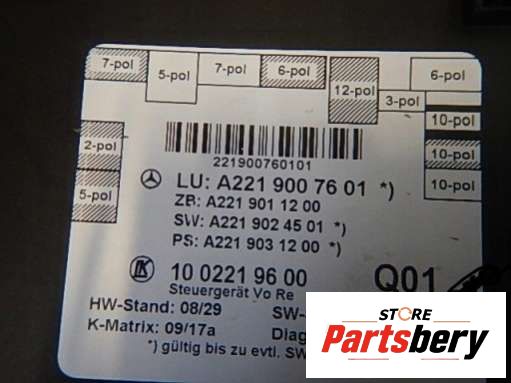 7-pol
5-pol
7-pol
6-pol
12-pol
3-pol
6-pol
10-pol
10-pol
10-pol
2-pol
5-pol
221900760101
LU: A221 900 76 01 *)
ZB: A221 901 12 00
SW: A221 902 45 01 *)
PS: A221 903 12 00 *)
10 0221 96 00 Q01
Steuergerät Vo Re
HW-Stand: 08/29 SW-
K-Matrix: 09/17a Diag
*) gültig bis zu evtl. SW
STORE
Partsbery